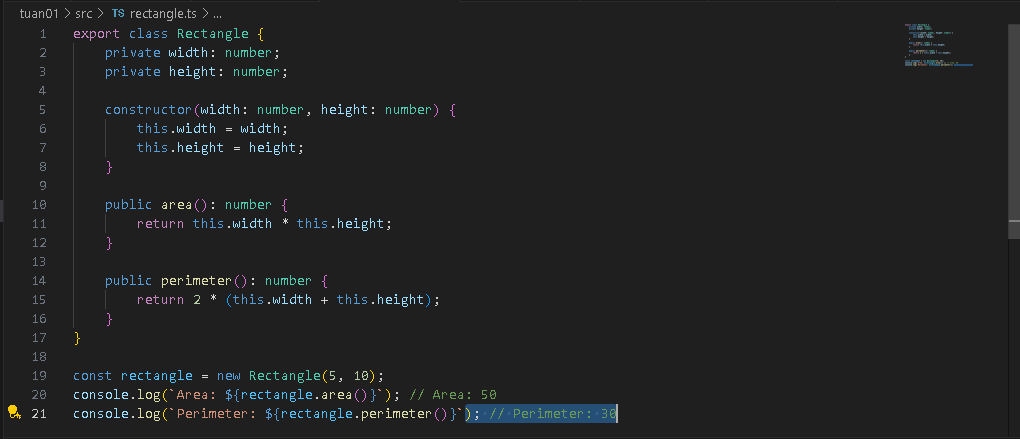 tuan01 > src > TS rectangle.ts > ...
1 export class Rectangle {
2     private width: number;
3     private height: number;
4
5     constructor(width: number, height: number) {
6         this.width = width;
7         this.height = height;
8     }
9
10     public area(): number {
11         return this.width * this.height;
12     }
13
14     public perimeter(): number {
15         return 2 * (this.width + this.height);
16     }
17 }
18
19 const rectangle = new Rectangle(5, 10);
20 console.log(`Area: ${rectangle.area()}`); // Area: 50
21 console.log(`Perimeter: ${rectangle.perimeter()}`); // Perimeter: 30